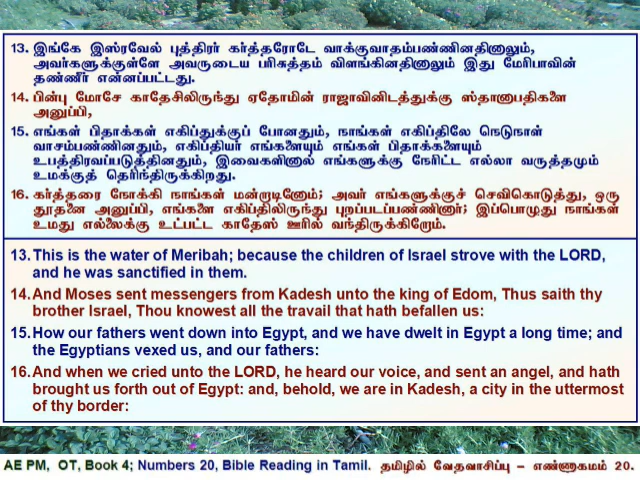 13. இங்கே இஸ்ரவேல் புத்திரர் கர்த்தரோடே வாக்குவாதம்பண்ணினதினாலும்,
அவர்களுக்குள்ளே அவருடைய பரிசுத்தம் விளங்கினதினாலும் இது மேரிபாவின்
தண்ணீர் என்னப்பட்டது.
14. பின்பு மோசே காதேசிலிருந்து ஏதோமின் ராஜாவினிடத்துக்கு ஸ்தானாபதிகளை
அனுப்பி,
15. எங்கள் பிதாக்கள் எகிப்துக்குப் போனதும், நாங்கள் எகிப்திலே நெடுநாள்
வாசம்பண்ணினதும், எகிப்தியர் எங்களையும் எங்கள் பிதாக்களையும்
உபத்திரவப்படுத்தினதும், இவைகளினால் எங்களுக்கு நேரிட்ட எல்லா வருத்தமும்
உமக்குத் தெரிந்திருக்கிறது.
16. கர்த்தரை நோக்கி நாங்கள் மன்றாடினோம்; அவர் எங்களுக்குச் செவிகொடுத்து, ஒரு
தூதனை அனுப்பி, எங்களை எகிப்திலிருந்து புறப்படப்பண்ணினார்; இப்பொழுது நாங்கள்
உமது எல்லைக்கு உட்பட்ட காதேஸ் ஊரில் வந்திருக்கிறோம்.
13. This is the water of Meribah; because the children of Israel strove with the LORD,
and he was sanctified in them.
14. And Moses sent messengers from Kadesh unto the king of Edom, Thus saith thy
brother Israel, Thou knowest all the travail that hath befallen us:
15. How our fathers went down into Egypt, and we have dwelt in Egypt a long time; and
the Egyptians vexed us, and our fathers:
16. And when we cried unto the LORD, he heard our voice, and sent an angel, and hath
brought us forth out of Egypt: and, behold, we are in Kadesh, a city in the uttermost
of thy border:
AE PM, OT, Book 4; Numbers 20, Bible Reading in Tamil. தமிழில் வேதவாசிப்பு – எண்ணாகமம் 20.